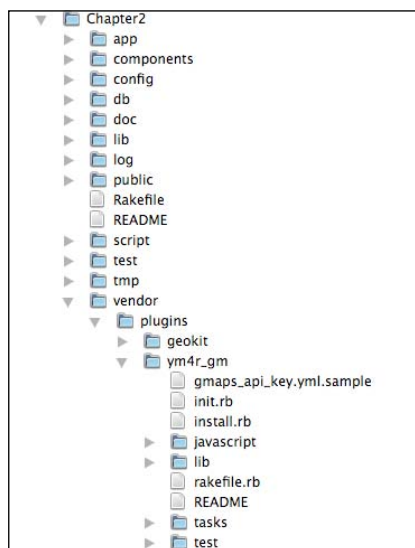 Chapter2
app
components
config
db
doc
lib
log
public
Rakefile
README
script
test
tmp
vendor
plugins
geokit
ym4r_gm
gmaps_api_key.yml.sample
init.rb
install.rb
javascript
lib
rakefile.rb
README
tasks
test